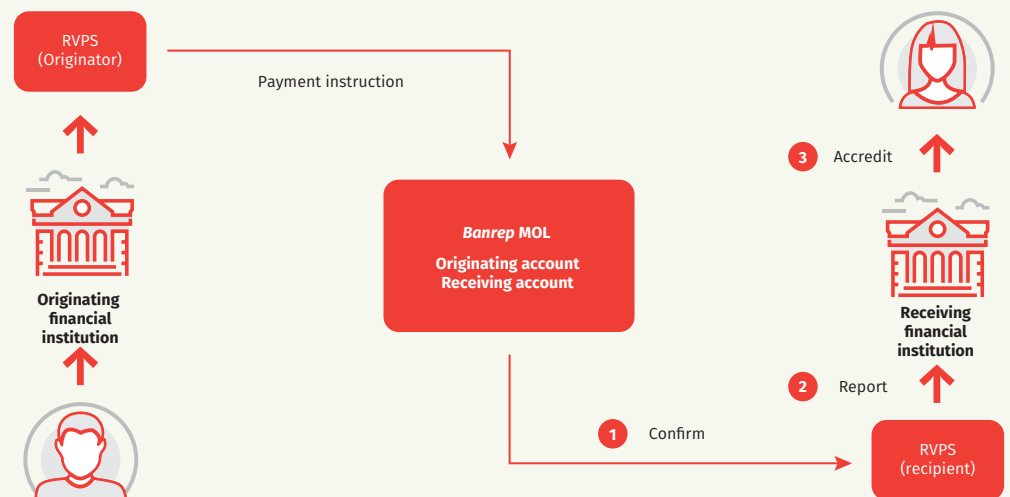 RVPS
(Originator)
Payment instruction
Originating
financial
institution
Banrep MOL
Originating account
Receiving account
3 Accredit
Receiving
financial
institution
2 Report
1 Confirm
RVPS
(recipient)